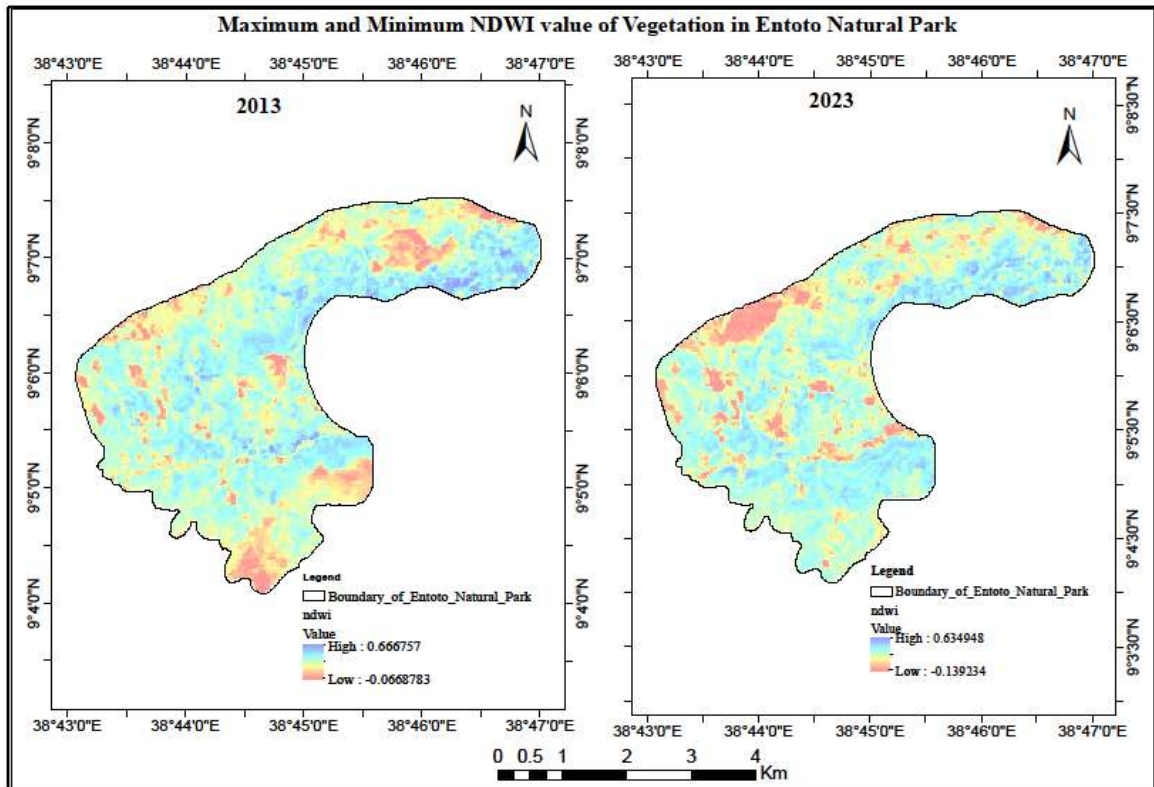 Maximum and Minimum NDWI value of Vegetation in Entoto Natural Park
38°43'0"E 38°44'0"E 38°45'0"E 38°46'0"E 38°47'0"E
2013
N
9°8'0"N
9°7'0"N
9°6'0"N
9°5'0"N
9°4'0"N
9°8'0"N
9°7'0"N
9°6'0"N
9°5'0"N
9°4'0"N
Legend
Boundary_of_Entoto_Natural_Park
ndwi
Value
High : 0.666757
Low : -0.0668783
38°43'0"E 38°44'0"E 38°45'0"E 38°46'0"E 38°47'0"E
38°43'0"E 38°44'0"E 38°45'0"E 38°46'0"E 38°47'0"E
2023
N
9°8'30"N
9°7'30"N
9°6'30"N
9°5'30"N
9°4'30"N
9°3'30"N
Legend
Boundary_of_Entoto_Natural_Park
ndwi
Value
High : 0.634948
Low : -0.139234
38°43'0"E 38°44'0"E 38°45'0"E 38°46'0"E 38°47'0"E
0 0.5 1 2 3 4
Km